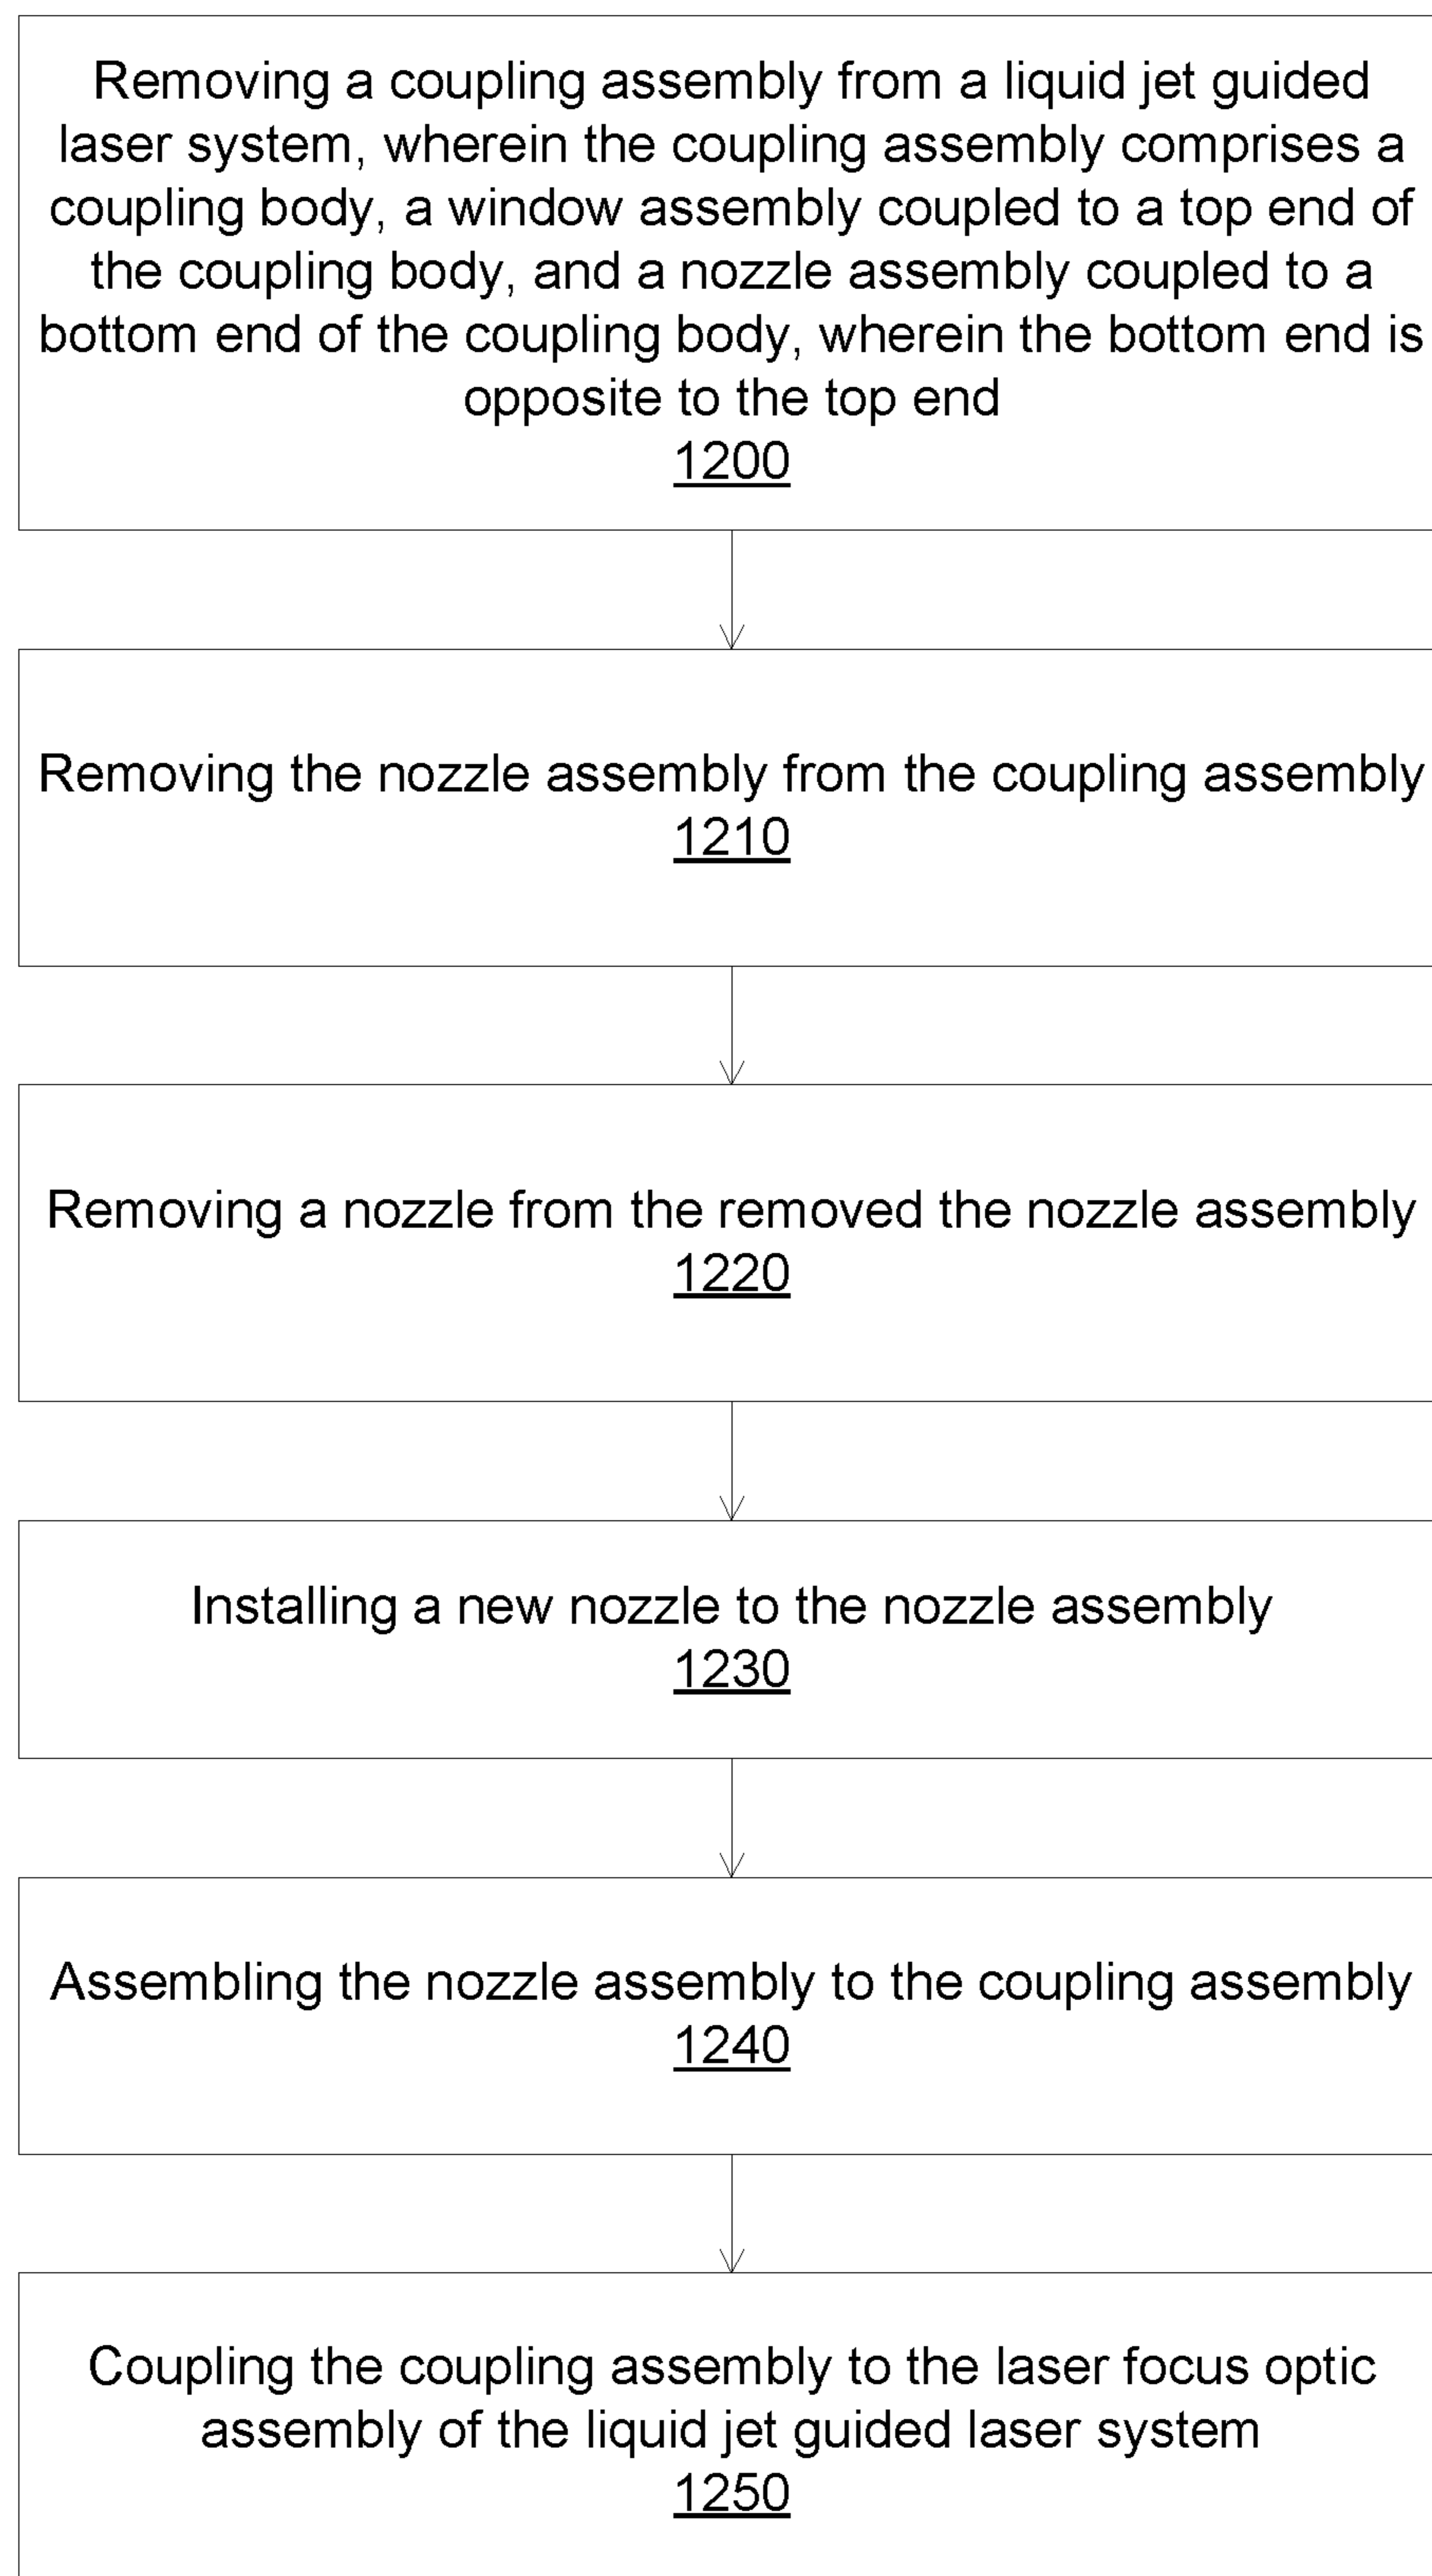 Removing a coupling assembly from a liquid jet guided
laser system, wherein the coupling assembly comprises a
coupling body, a window assembly coupled to a top end of
the coupling body, and a nozzle assembly coupled to a
bottom end of the coupling body, wherein the bottom end is
opposite to the top end
1200
Removing the nozzle assembly from the coupling assembly
1210
Removing a nozzle from the removed the nozzle assembly
1220
Installing a new nozzle to the nozzle assembly
1230
Assembling the nozzle assembly to the coupling assembly
1240
Coupling the coupling assembly to the laser focus optic
assembly of the liquid jet guided laser system
1250